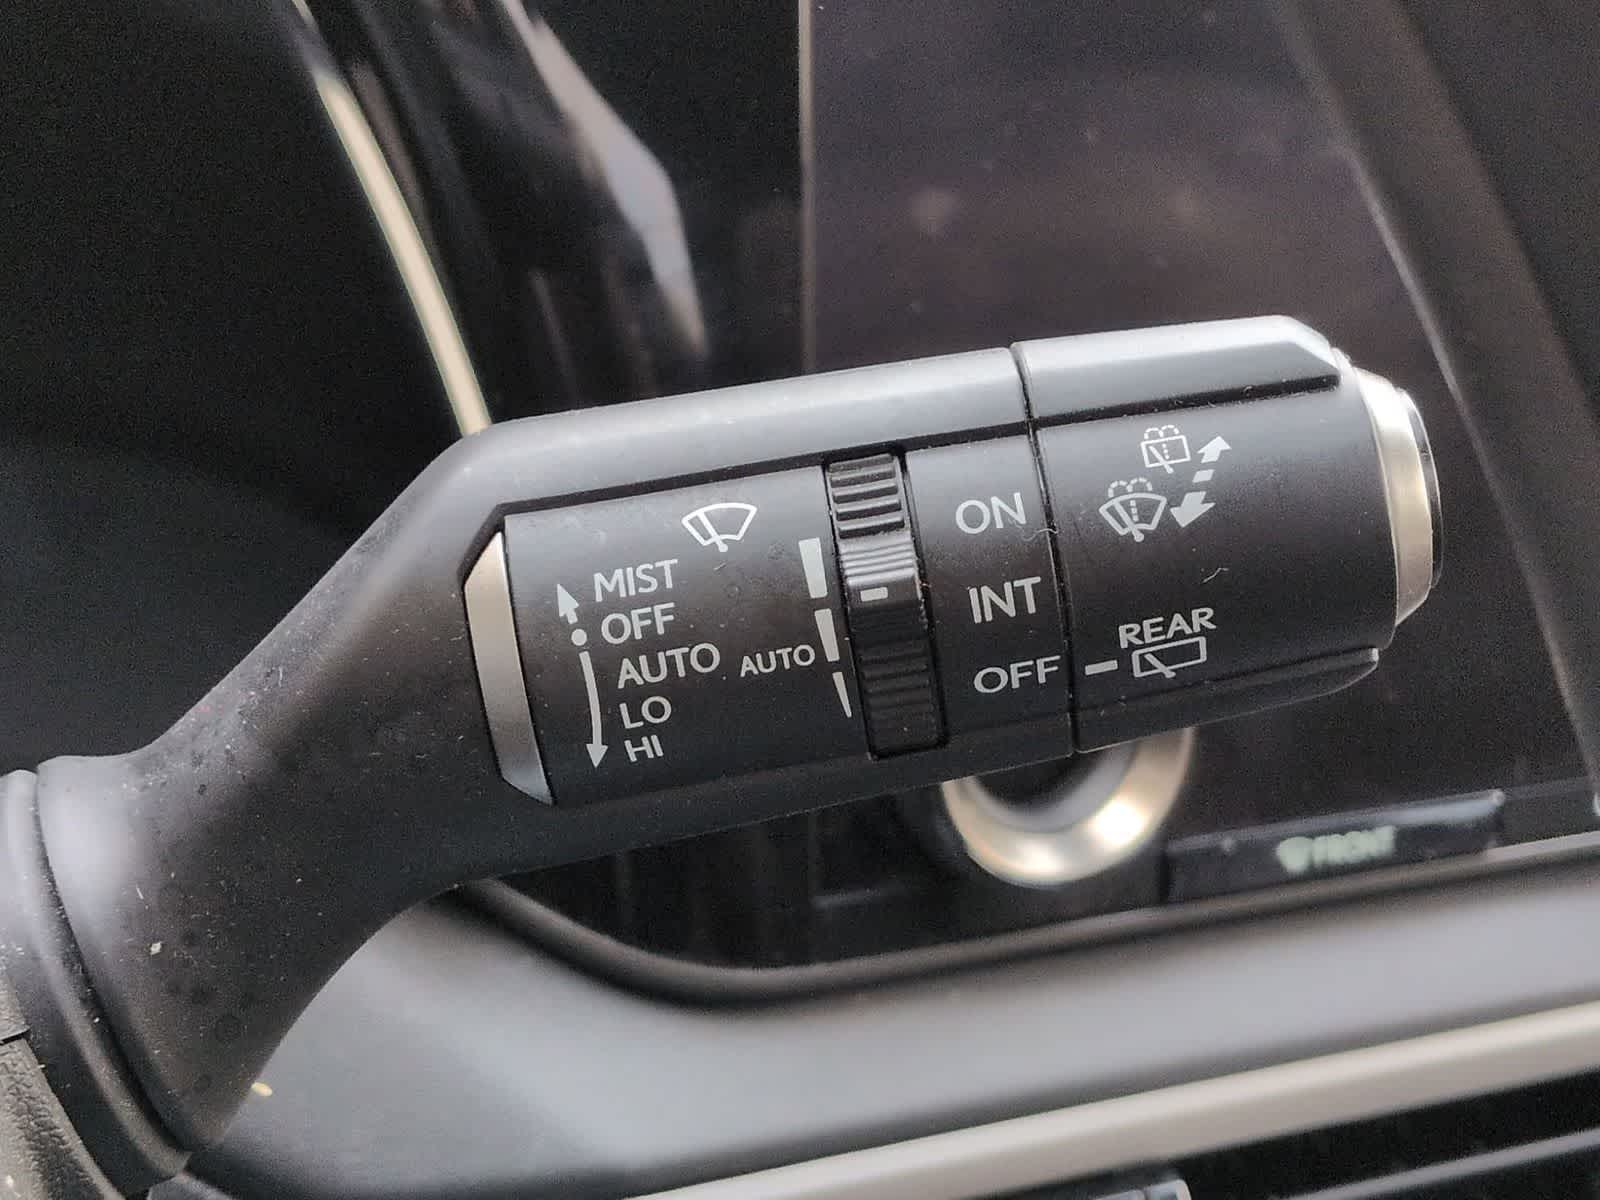 MIST
OFF
AUTO
LO
HI
AUTO
ON
INT
OFF
REAR
FRONT